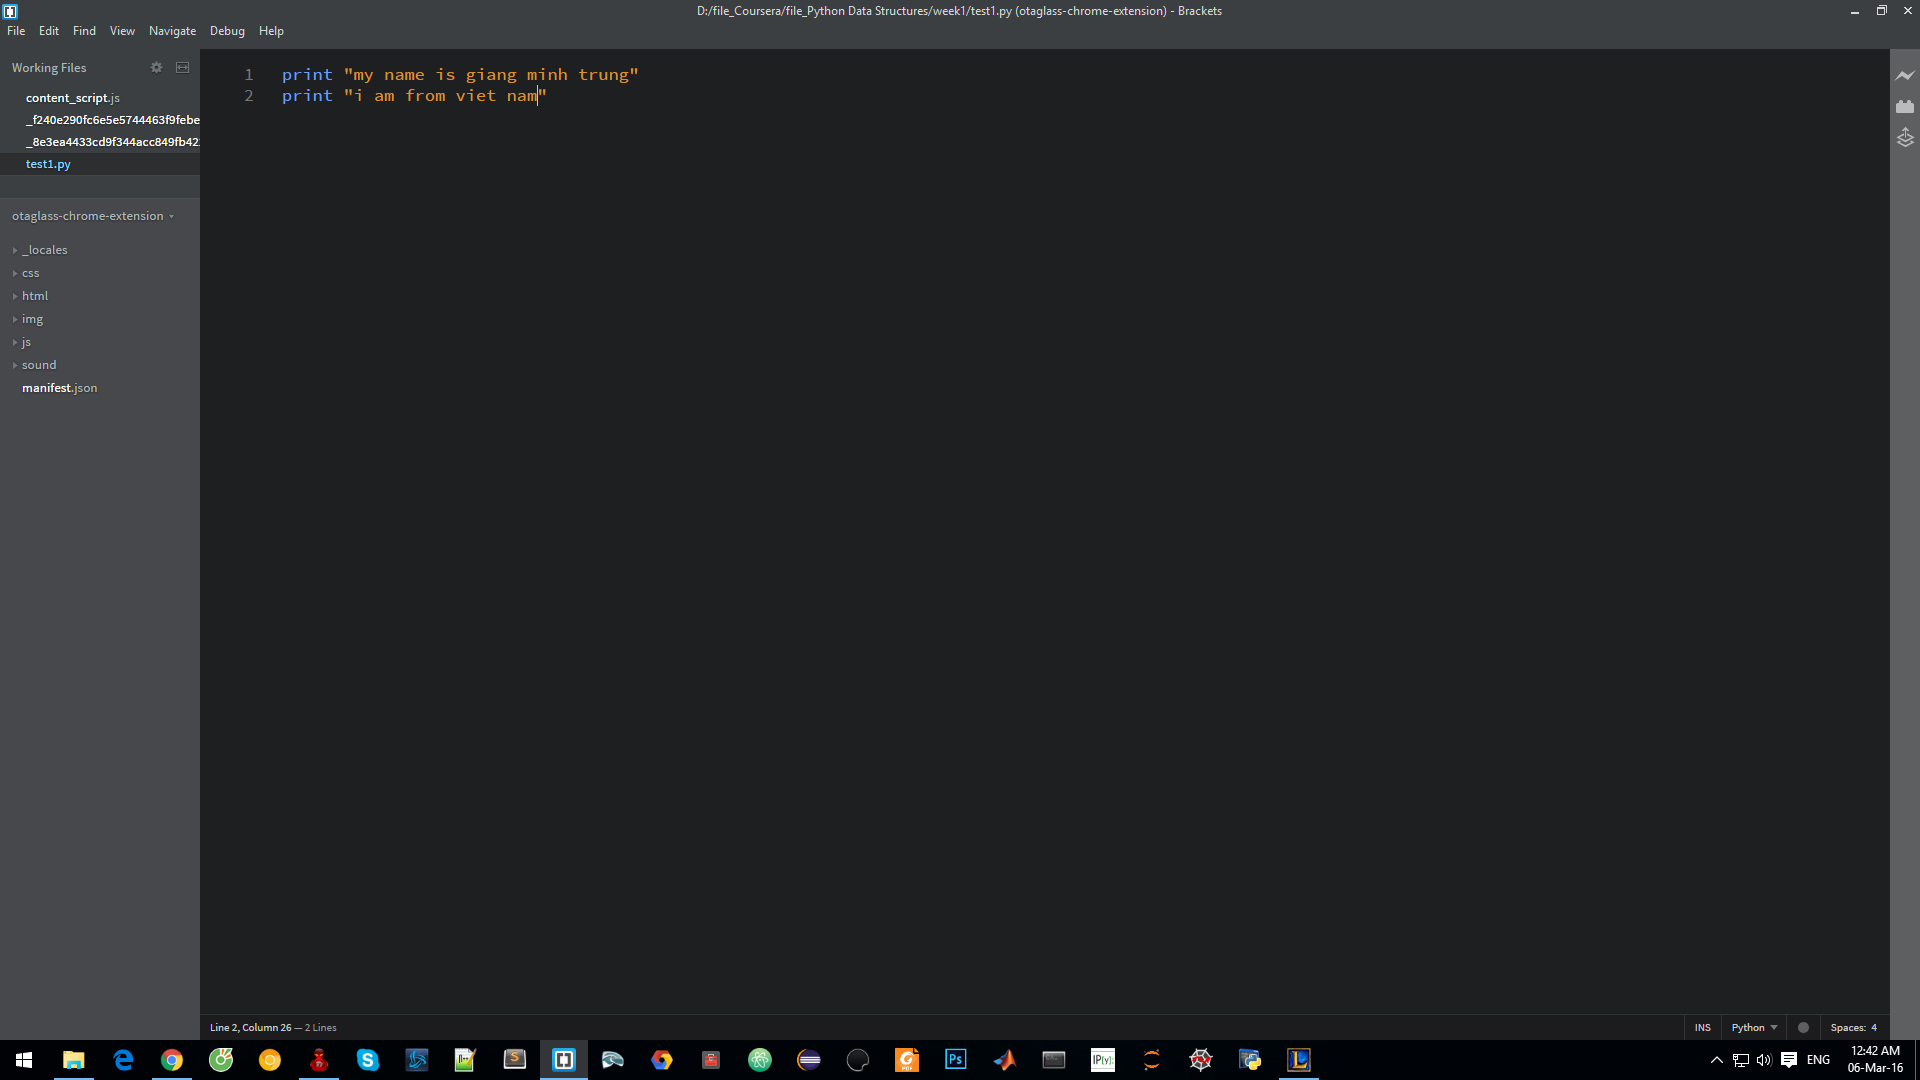 D:/file_Coursera/file_Python Data Structures/week1/test1.py (otaglass-chrome-extension) - Brackets
File Edit Find View Navigate Debug Help
Working Files
content_script.js
_f240e290fc6e5e5744463f9febe
_8e3ea4433cd9f344acc849fb42
test1.py
otaglass-chrome-extension
_locales
css
html
img
js
sound
manifest.json
1 print "my name is giang minh trung"
2 print "i am from viet nam"
Line 2, Column 26 — 2 Lines
INS Python Spaces: 4
ENG
12:42 AM
06-Mar-16
Ps
IP[y]: